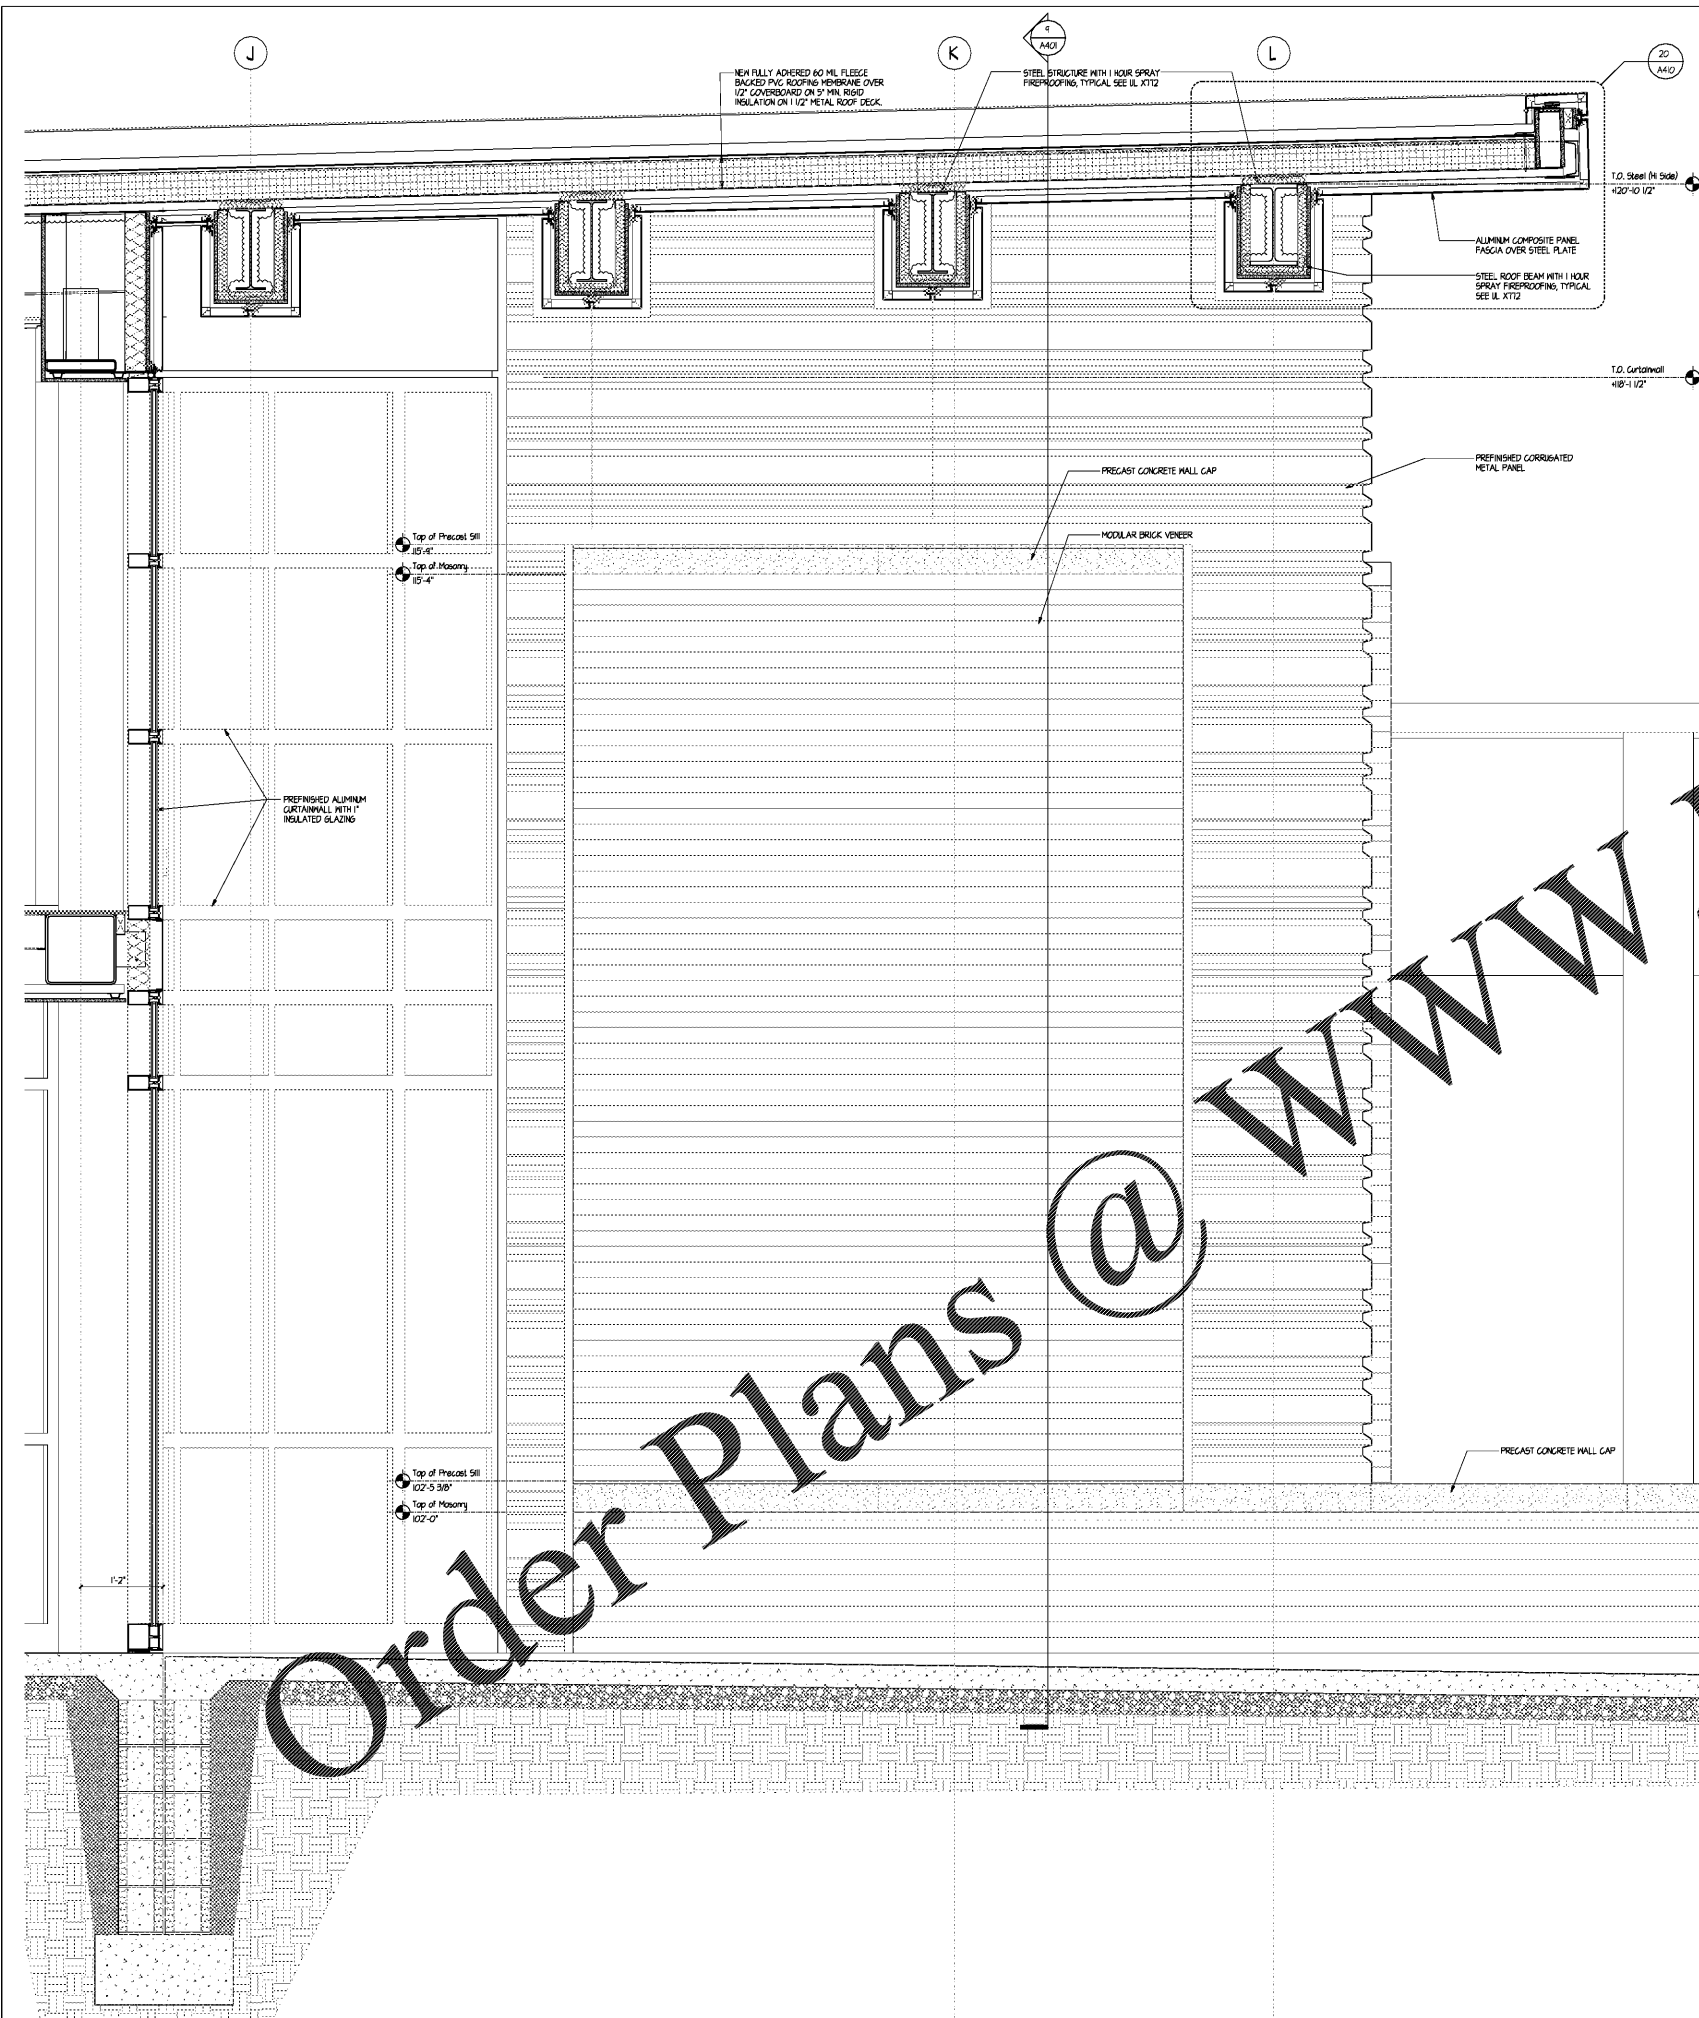 J
K
9
A401
L
20
A410
NEW FULLY ADHERED 60 MIL FLEECE
BACKED PVC ROOFING MEMBRANE OVER
1/2" COVERBOARD ON 5" MIN. RIGID
INSULATION ON 1 1/2" METAL ROOF DECK.
STEEL STRUCTURE WITH 1 HOUR SPRAY
FIREPROOFING, TYPICAL SEE UL X772
T.O. Steel (Hi Side)
+120'-10 1/2"
ALUMINUM COMPOSITE PANEL
FASCIA OVER STEEL PLATE
STEEL ROOF BEAM WITH 1 HOUR
SPRAY FIREPROOFING, TYPICAL
SEE UL X772
T.O. Curtainwall
+118'-1 1/2"
PRECAST CONCRETE WALL CAP
PREFINISHED CORRUGATED
METAL PANEL
Top of Precast Sill
115'-9"
MODULAR BRICK VENEER
Top of Masonry
115'-4"
PREFINISHED ALUMINUM
CURTAINWALL WITH 1"
INSULATED GLAZING
PRECAST CONCRETE WALL CAP
Top of Precast Sill
102'-5 3/8"
Top of Masonry
102'-0"
1'-2"
Order Plans @ WWW